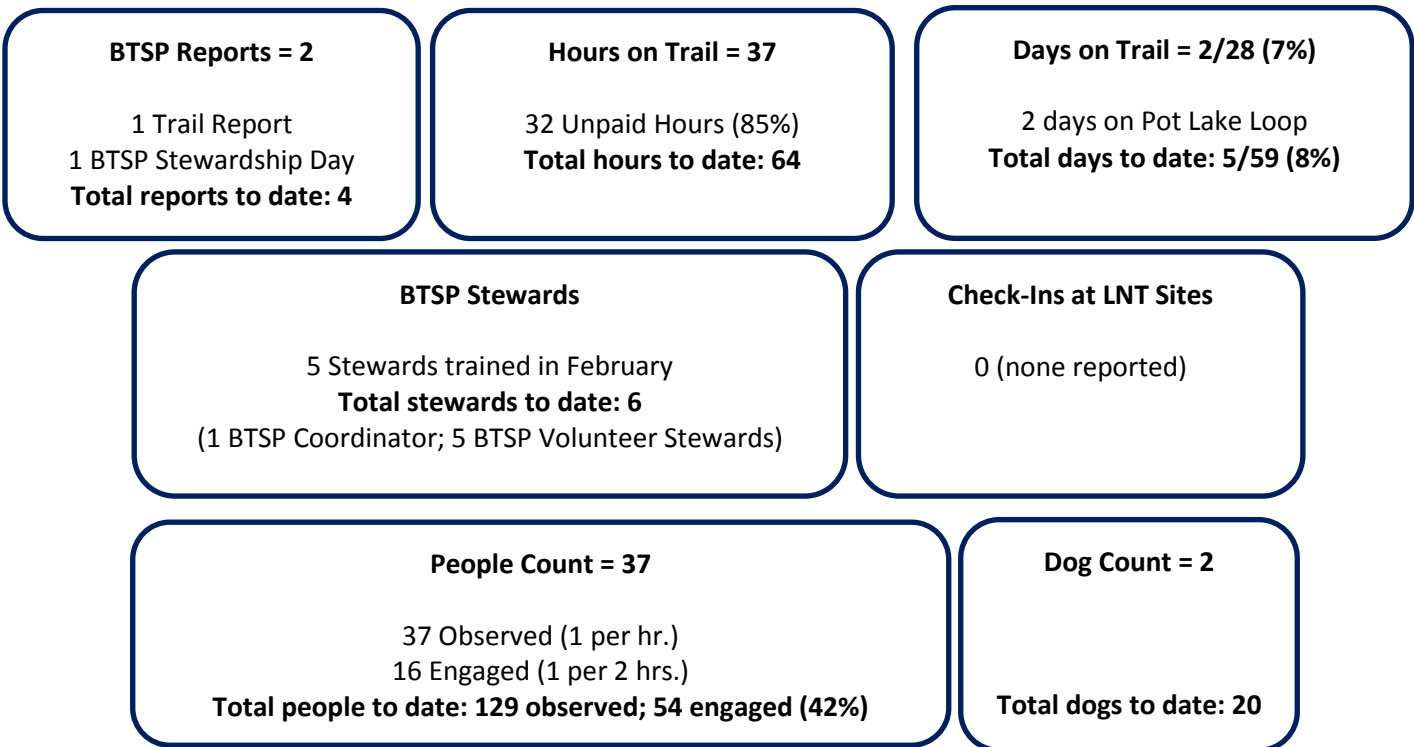 BTSP Reports = 2
1 Trail Report
1 BTSP Stewardship Day
Total reports to date: 4
Hours on Trail = 37
32 Unpaid Hours (85%)
Total hours to date: 64
Days on Trail = 2/28 (7%)
2 days on Pot Lake Loop
Total days to date: 5/59 (8%)
BTSP Stewards
5 Stewards trained in February
Total stewards to date: 6
(1 BTSP Coordinator; 5 BTSP Volunteer Stewards)
Check-Ins at LNT Sites
0 (none reported)
People Count = 37
37 Observed (1 per hr.)
16 Engaged (1 per 2 hrs.)
Total people to date: 129 observed; 54 engaged (42%)
Dog Count = 2
Total dogs to date: 20